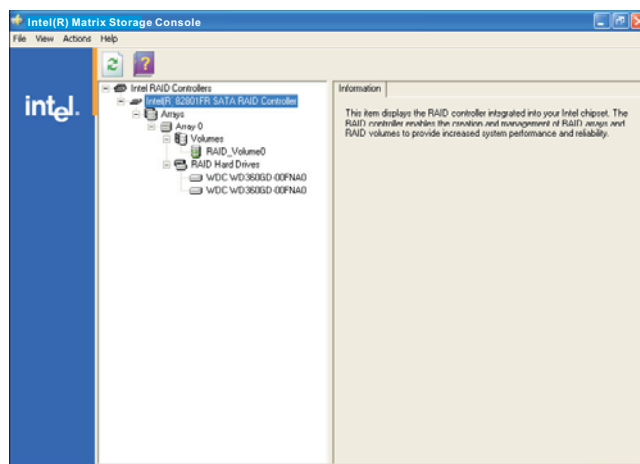 Intel(R) Matrix Storage Console
File View Actions Help
intel.
Intel RAID Controllers
Intel(R) 82801FR SATA RAID Controller
Arrays
Array 0
Volumes
RAID_Volume0
RAID Hard Drives
WDC WD360GD-00FNA0
WDC WD360GD-00FNA0
Information
This item displays the RAID controller integrated into your Intel chipset. The
RAID controller enables the creation and management of RAID arrays and
RAID volumes to provide increased system performance and reliability.